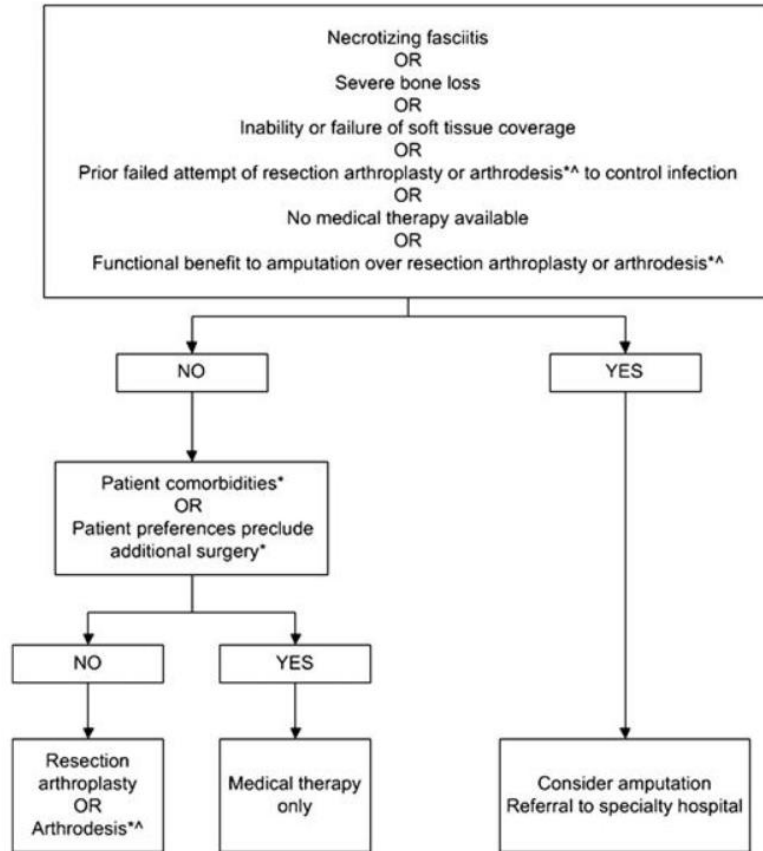 Necrotizing fasciitis
OR
Severe bone loss
OR
Inability or failure of soft tissue coverage
OR
Prior failed attempt of resection arthroplasty or arthrodesis*^ to control infection
OR
No medical therapy available
OR
Functional benefit to amputation over resection arthroplasty or arthrodesis*^
NO
YES
Patient comorbidities*
OR
Patient preferences preclude
additional surgery*
NO
YES
Resection
arthroplasty
OR
Arthrodesis*^
Medical therapy
only
Consider amputation
Referral to specialty hospital